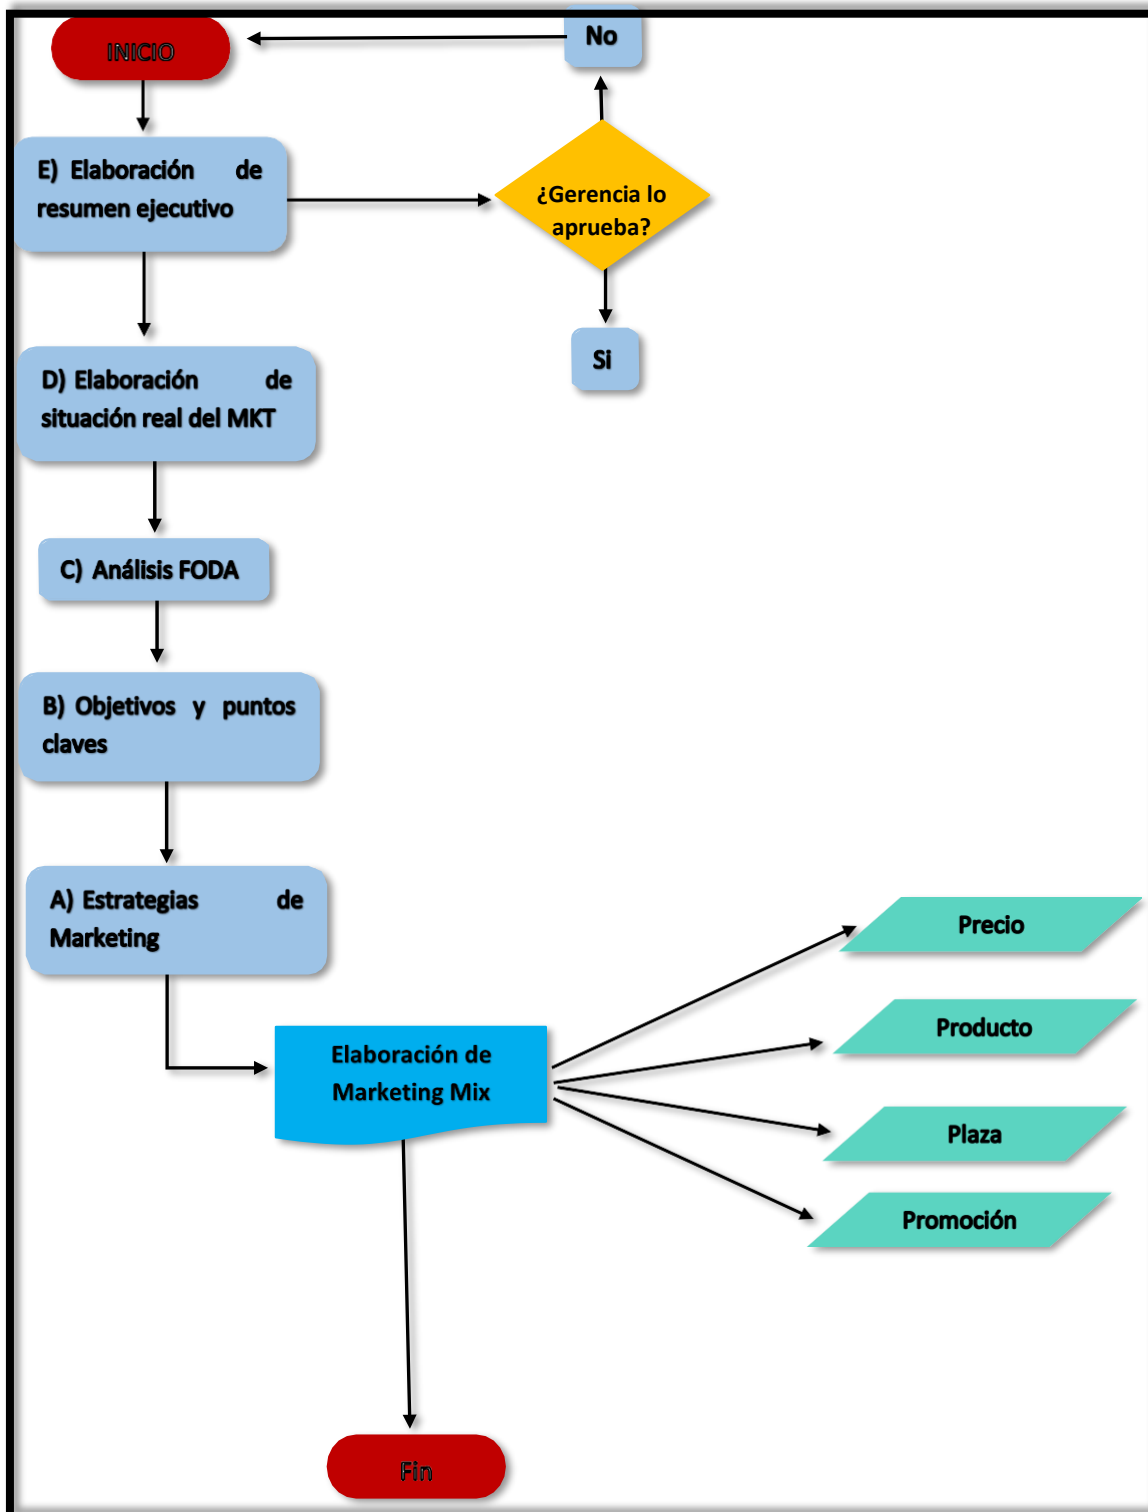 INICIO
No
E) Elaboración de
resumen ejecutivo
¿Gerencia lo
aprueba?
Si
D) Elaboración de
situación real del MKT
C) Análisis FODA
B) Objetivos y puntos
claves
A) Estrategias de
Marketing
Elaboración de
Marketing Mix
Precio
Producto
Plaza
Promoción
Fin